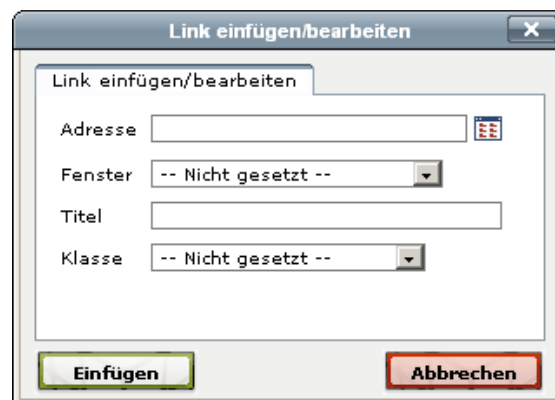 Link einfügen/bearbeiten
Link einfügen/bearbeiten
Adresse
Fenster -- Nicht gesetzt --
Titel
Klasse -- Nicht gesetzt --
Einfügen Abbrechen